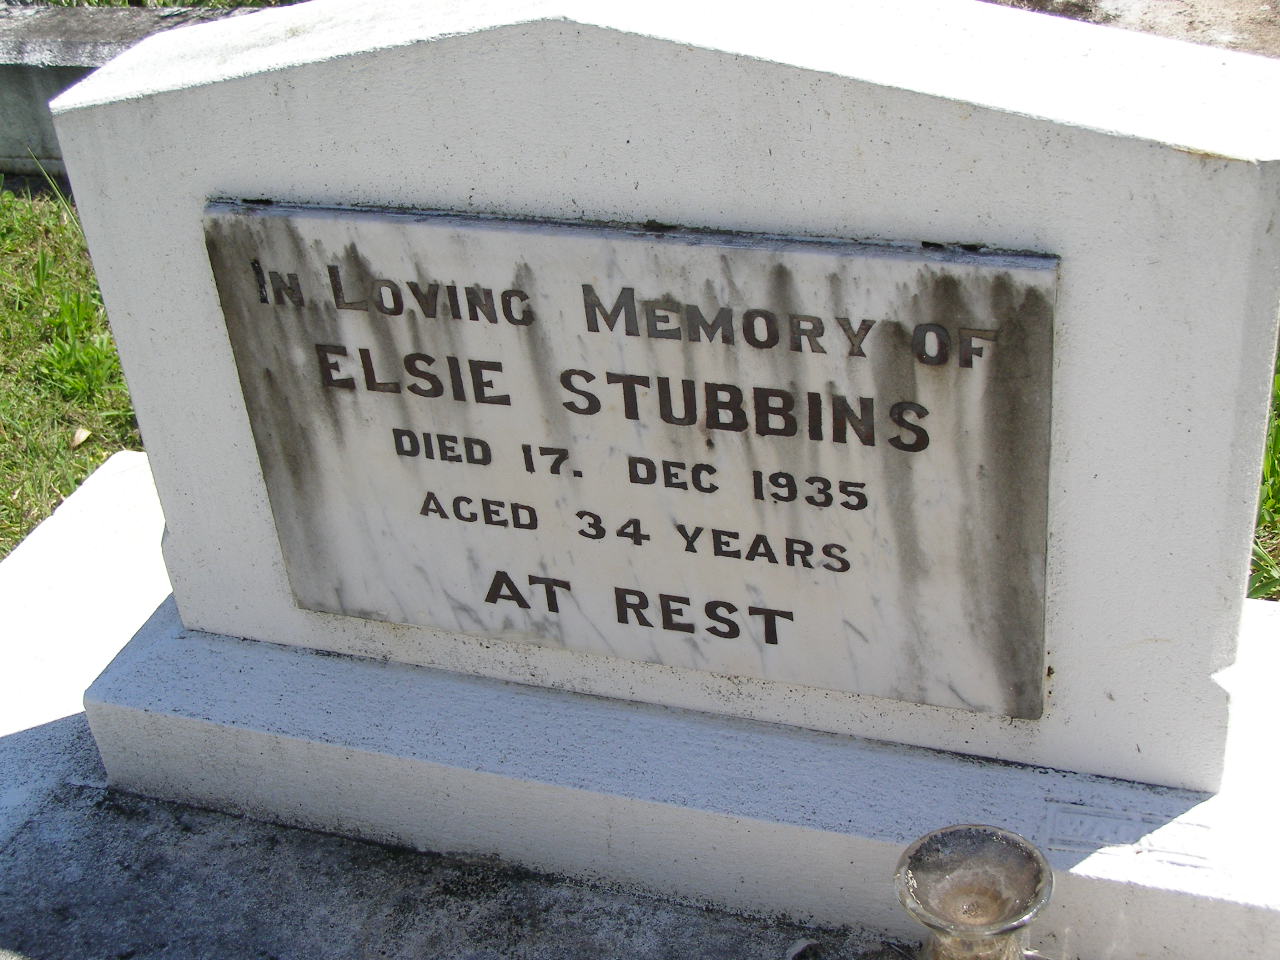 IN LOVING MEMORY OF
ELSIE STUBBINS
DIED 17. DEC 1935
AGED 34 YEARS
AT REST